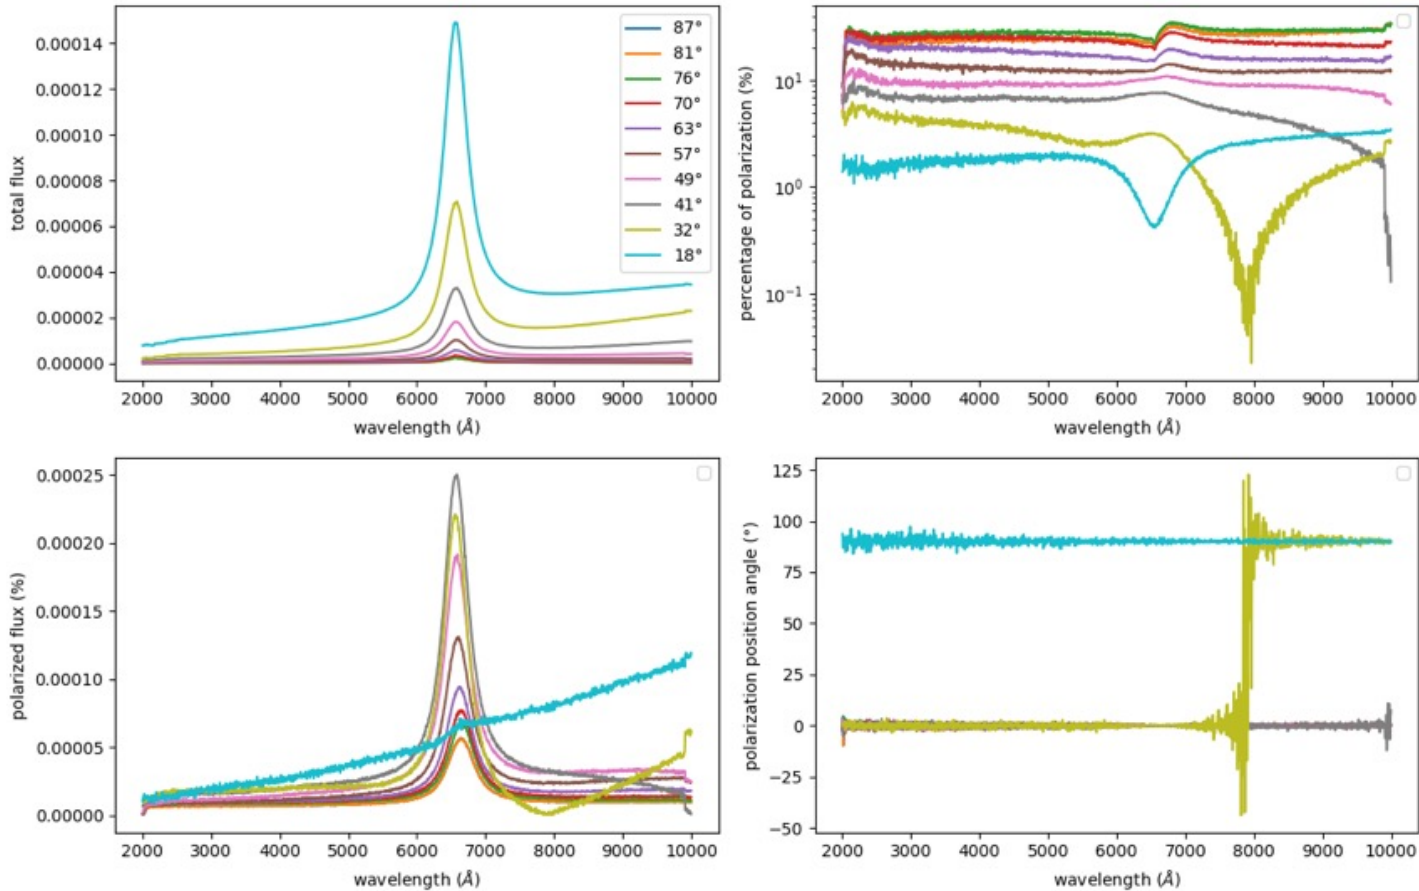 0.00014
0.00012
0.00010
0.00008
0.00006
0.00004
0.00002
0.00000
total flux
87°
81°
76°
70°
63°
57°
49°
41°
32°
18°
2000 3000 4000 5000 6000 7000 8000 9000 10000
wavelength (Å)
10¹
10⁰
10⁻¹
percentage of polarization (%)
2000 3000 4000 5000 6000 7000 8000 9000 10000
wavelength (Å)
0.00025
0.00020
0.00015
0.00010
0.00005
0.00000
polarized flux (%)
2000 3000 4000 5000 6000 7000 8000 9000 10000
wavelength (Å)
125
100
75
50
25
0
−25
−50
polarization position angle (°)
2000 3000 4000 5000 6000 7000 8000 9000 10000
wavelength (Å)